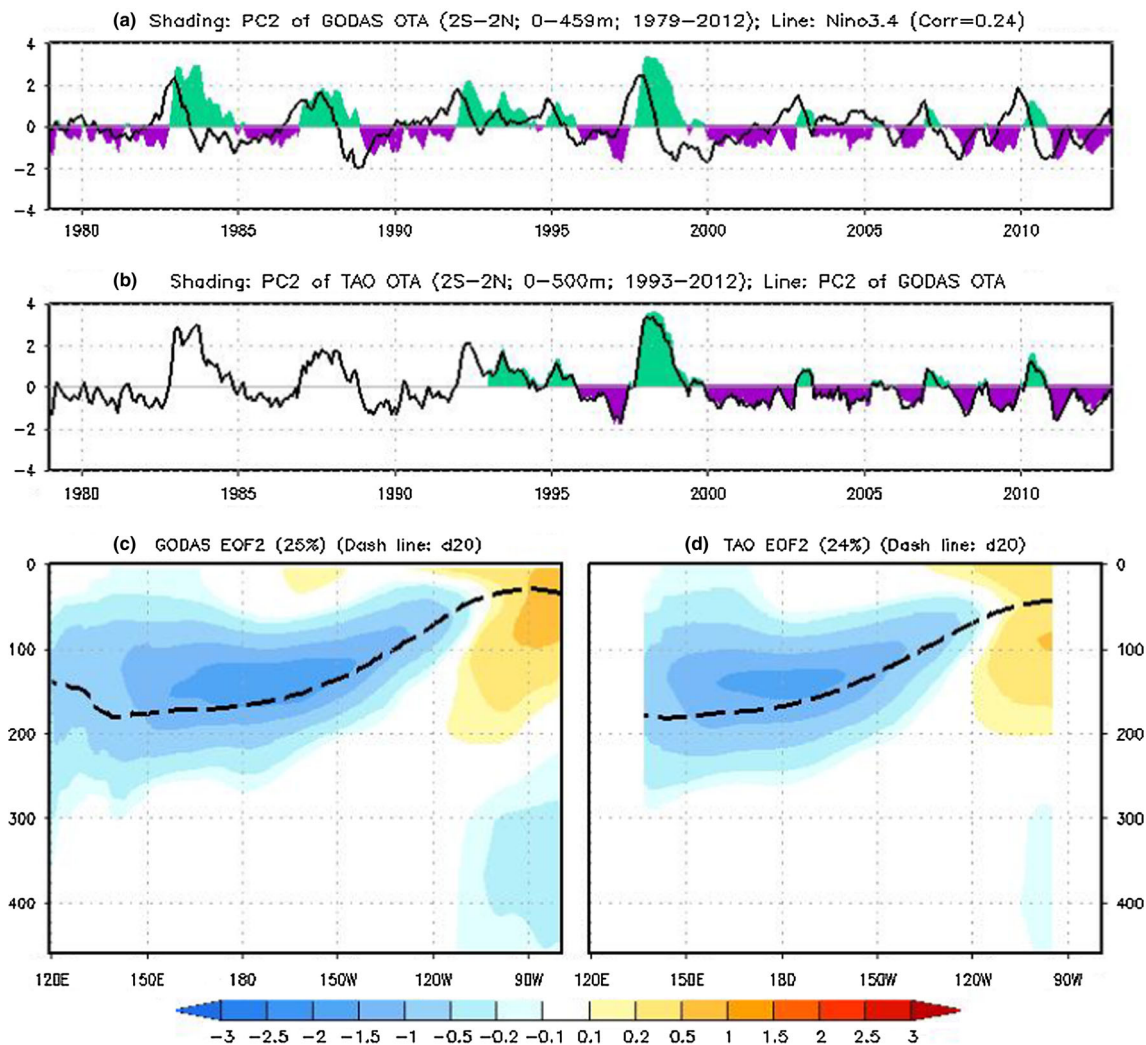 (a) Shading: PC2 of GODAS OTA (2S-2N; 0-459m; 1979-2012); Line: Nino3.4 (Corr=0.24)
4
2
0
-2
-4
1980 1985 1990 1995 2000 2005 2010
(b) Shading: PC2 of TAO OTA (2S-2N; 0-500m; 1993-2012); Line: PC2 of GODAS OTA
4
2
0
-2
-4
1980 1985 1990 1995 2000 2005 2010
(c) GODAS EOF2 (25%) (Dash line: d20)
0
100
200
300
400
120E 150E 180 150W 120W 90W
(d) TAO EOF2 (24%) (Dash line: d20)
0
100
200
300
400
120E 150E 180 150W 120W 90W
-3 -2.5 -2 -1.5 -1 -0.5 -0.2 -0.1 0.1 0.2 0.5 1 1.5 2 2.5 3